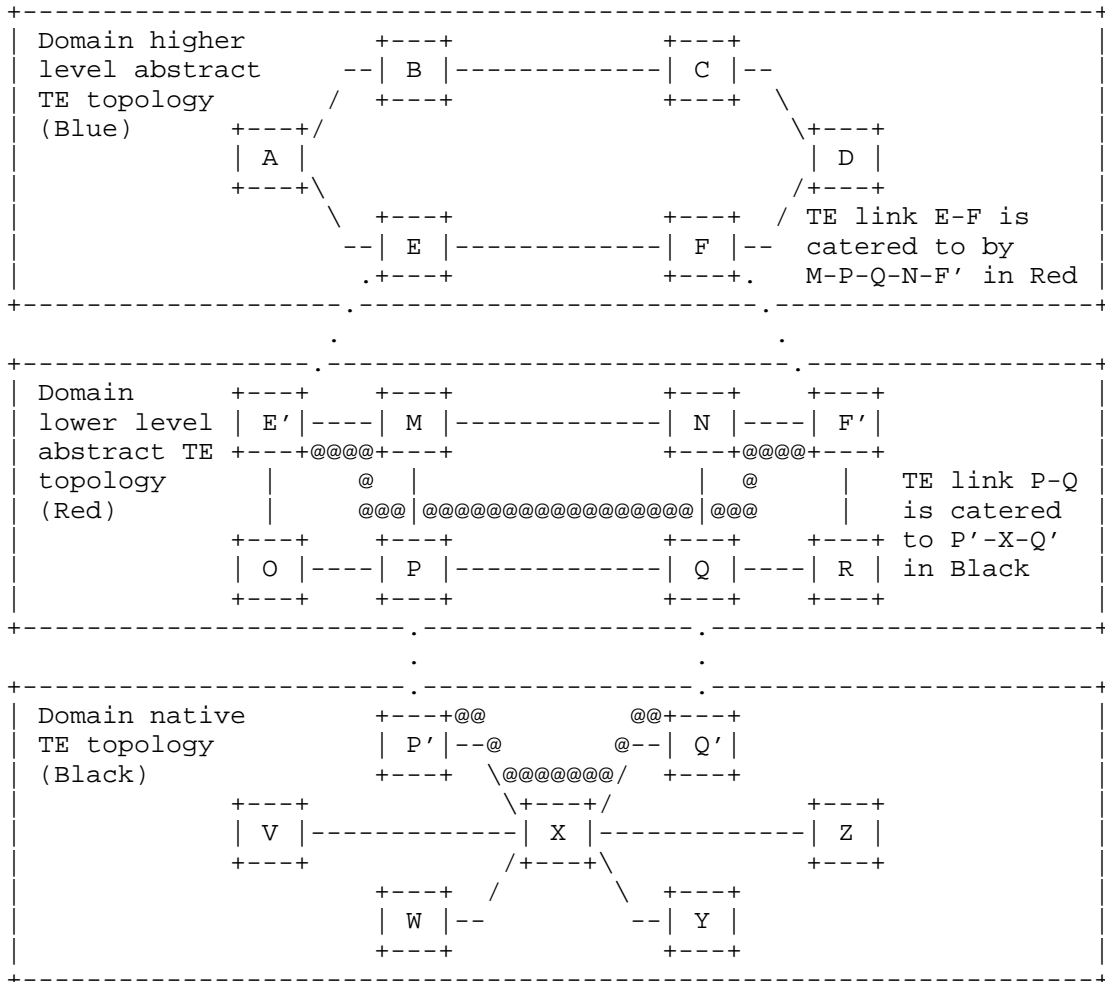 Domain higher
level abstract
TE topology
(Blue)
B C
A D
E F
TE link E-F is
catered to by
M-P-Q-N-F' in Red
Domain
lower level
abstract TE
topology
(Red)
E' M N F'
TE link P-Q
is catered
to P'-X-Q'
in Black
O P Q R
Domain native
TE topology
(Black)
P' Q'
V X Z
W Y